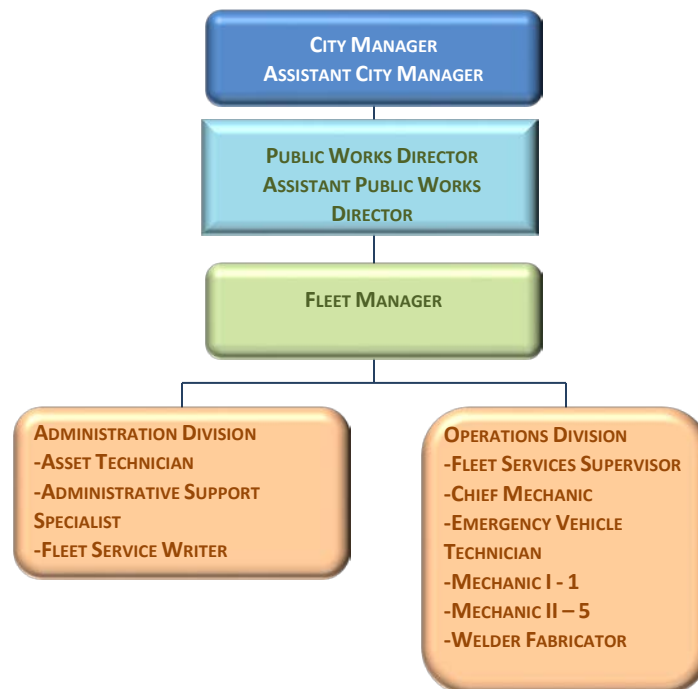 CITY MANAGER
ASSISTANT CITY MANAGER
PUBLIC WORKS DIRECTOR
ASSISTANT PUBLIC WORKS
DIRECTOR
FLEET MANAGER
ADMINISTRATION DIVISION
-ASSET TECHNICIAN
-ADMINISTRATIVE SUPPORT
SPECIALIST
-FLEET SERVICE WRITER
OPERATIONS DIVISION
-FLEET SERVICES SUPERVISOR
-CHIEF MECHANIC
-EMERGENCY VEHICLE
TECHNICIAN
-MECHANIC I - 1
-MECHANIC II – 5
-WELDER FABRICATOR